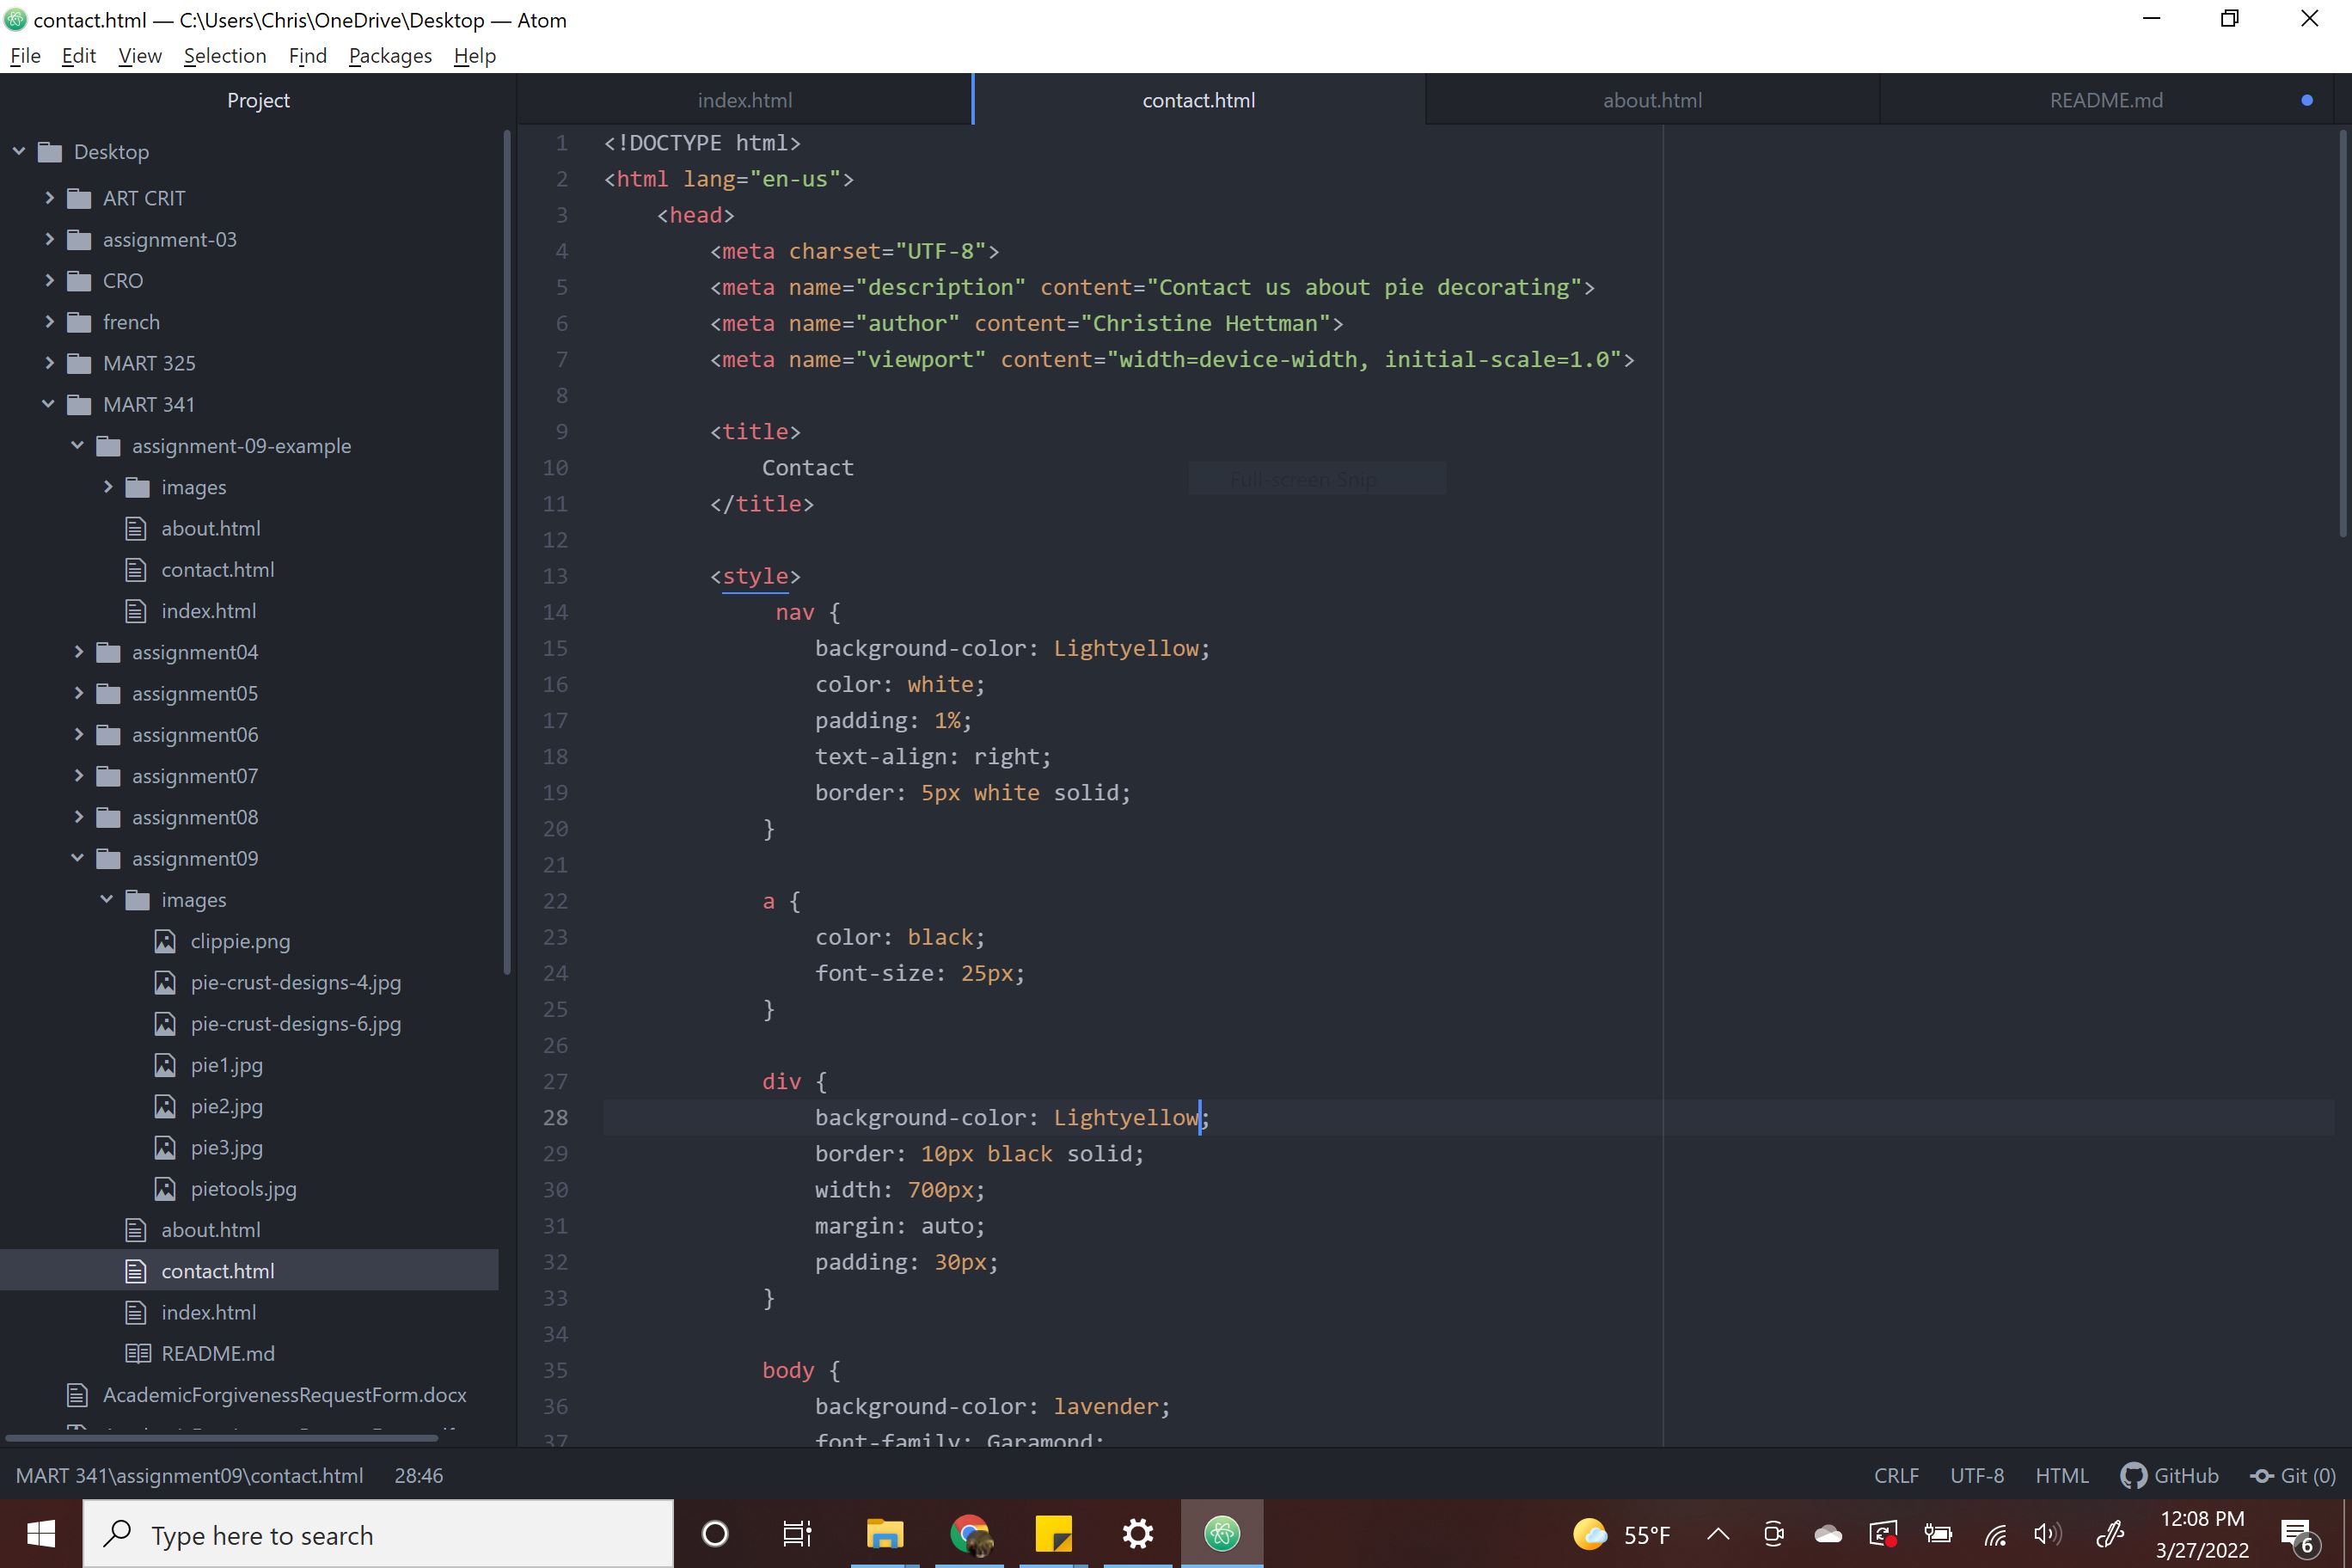 contact.html — C:\Users\Chris\OneDrive\Desktop — Atom
File Edit View Selection Find Packages Help
Project
index.html
contact.html
about.html
README.md
Desktop
ART CRIT
assignment-03
CRO
french
MART 325
MART 341
assignment-09-example
images
about.html
contact.html
index.html
assignment04
assignment05
assignment06
assignment07
assignment08
assignment09
images
clippie.png
pie-crust-designs-4.jpg
pie-crust-designs-6.jpg
pie1.jpg
pie2.jpg
pie3.jpg
pietools.jpg
about.html
contact.html
index.html
README.md
AcademicForgivenessRequestForm.docx
1 <!DOCTYPE html>
2 <html lang="en-us">
3 <head>
4 <meta charset="UTF-8">
5 <meta name="description" content="Contact us about pie decorating">
6 <meta name="author" content="Christine Hettman">
7 <meta name="viewport" content="width=device-width, initial-scale=1.0">
8
9 <title>
10 Contact
Full-screen Snip
11 </title>
12
13 <style>
14 nav {
15 background-color: Lightyellow;
16 color: white;
17 padding: 1%;
18 text-align: right;
19 border: 5px white solid;
20 }
21
22 a {
23 color: black;
24 font-size: 25px;
25 }
26
27 div {
28 background-color: Lightyellow;
29 border: 10px black solid;
30 width: 700px;
31 margin: auto;
32 padding: 30px;
33 }
34
35 body {
36 background-color: lavender;
37 font-family: Garamond;
MART 341\assignment09\contact.html 28:46
CRLF UTF-8 HTML GitHub Git (0)
Type here to search
55°F
12:08 PM
3/27/2022
6